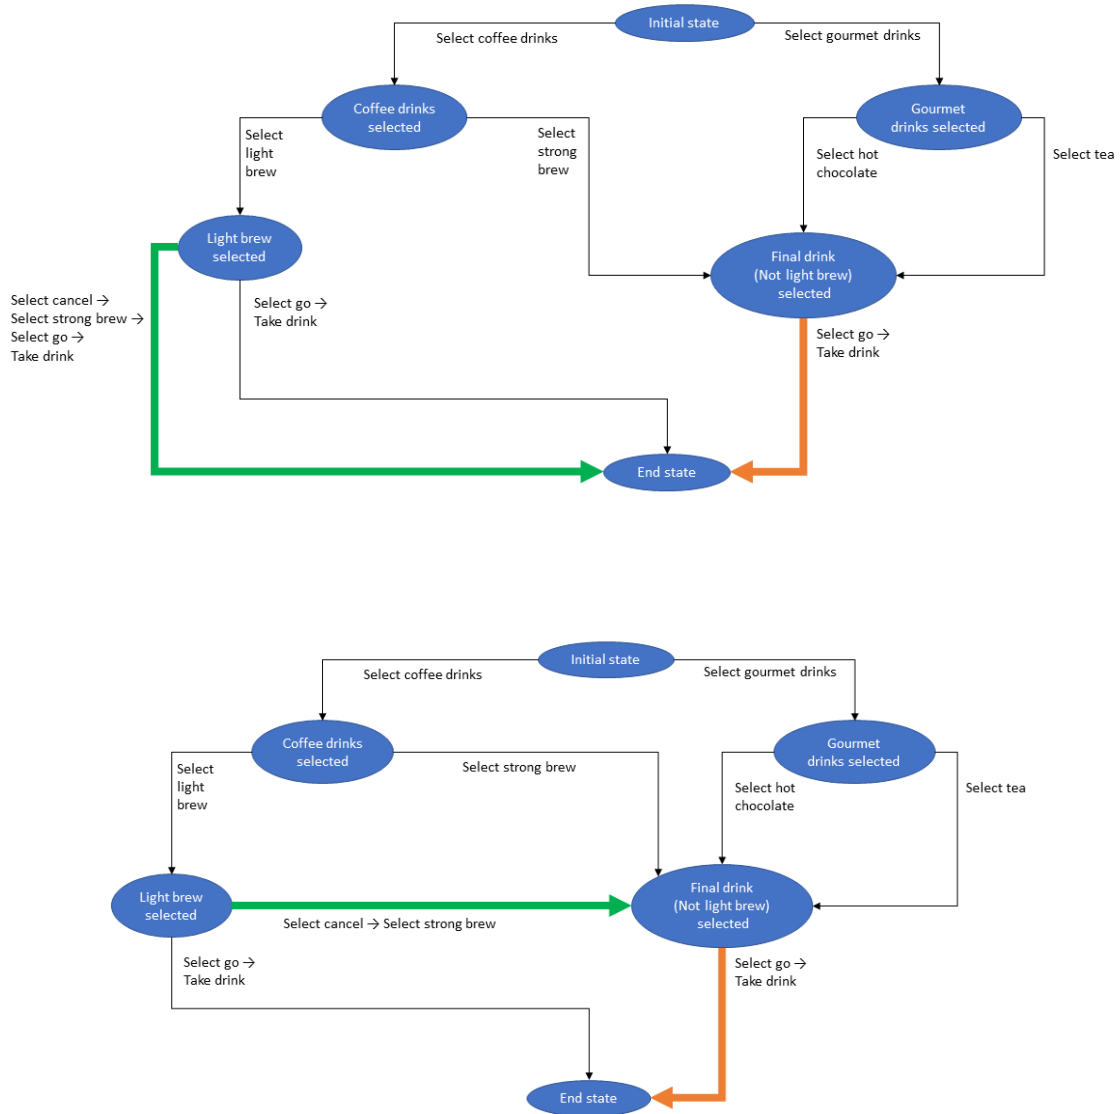 Initial state
Select coffee drinks
Select gourmet drinks
Coffee drinks
selected
Gourmet
drinks selected
Select
light
brew
Select
strong
brew
Select hot
chocolate
Select tea
Light brew
selected
Final drink
(Not light brew)
selected
Select cancel →
Select strong brew →
Select go →
Take drink
Select go →
Take drink
Select go →
Take drink
End state
Initial state
Select coffee drinks
Select gourmet drinks
Coffee drinks
selected
Gourmet
drinks selected
Select
light
brew
Select strong brew
Select hot
chocolate
Select tea
Light brew
selected
Final drink
(Not light brew)
selected
Select cancel → Select strong brew
Select go →
Take drink
Select go →
Take drink
End state